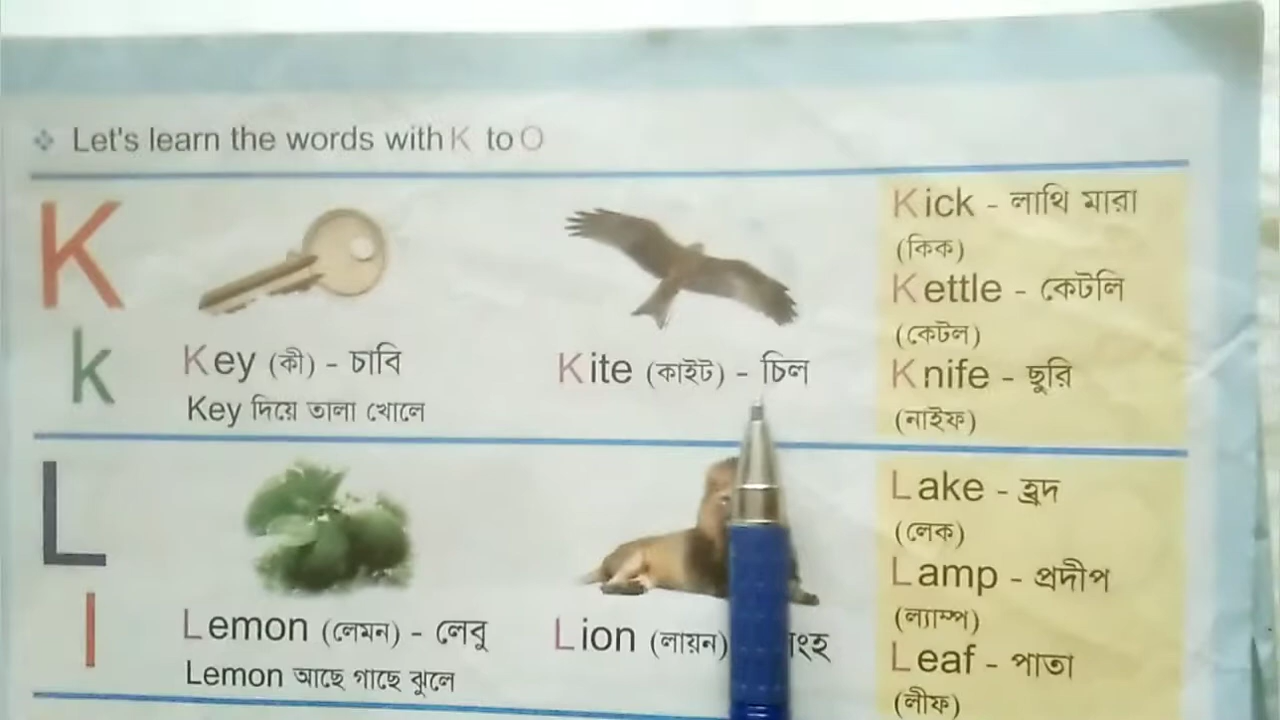 ❖ Let's learn the words with K to O
K
k
Key (কী) - চাবি
Key দিয়ে তালা খোলে
Kite (কাইট) - চিল
Kick - লাথি মারা
(কিক)
Kettle - কেটলি
(কেটল)
Knife - ছুরি
(নাইফ)
L
l
Lemon (লেমন) - লেবু
Lemon আছে গাছে ঝুলে
Lion (লায়ন)
Lake - হ্রদ
(লেক)
Lamp - প্রদীপ
(ল্যাম্প)
Leaf - পাতা
(লীফ)